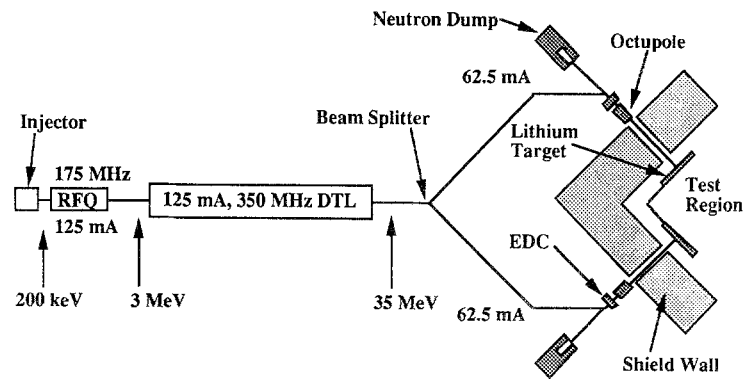 Neutron Dump
Octupole
62.5 mA
Injector
Beam Splitter
Lithium
Target
175 MHz
RFQ
125 mA, 350 MHz DTL
Test
Region
125 mA
EDC
200 keV
3 MeV
35 MeV
62.5 mA
Shield Wall